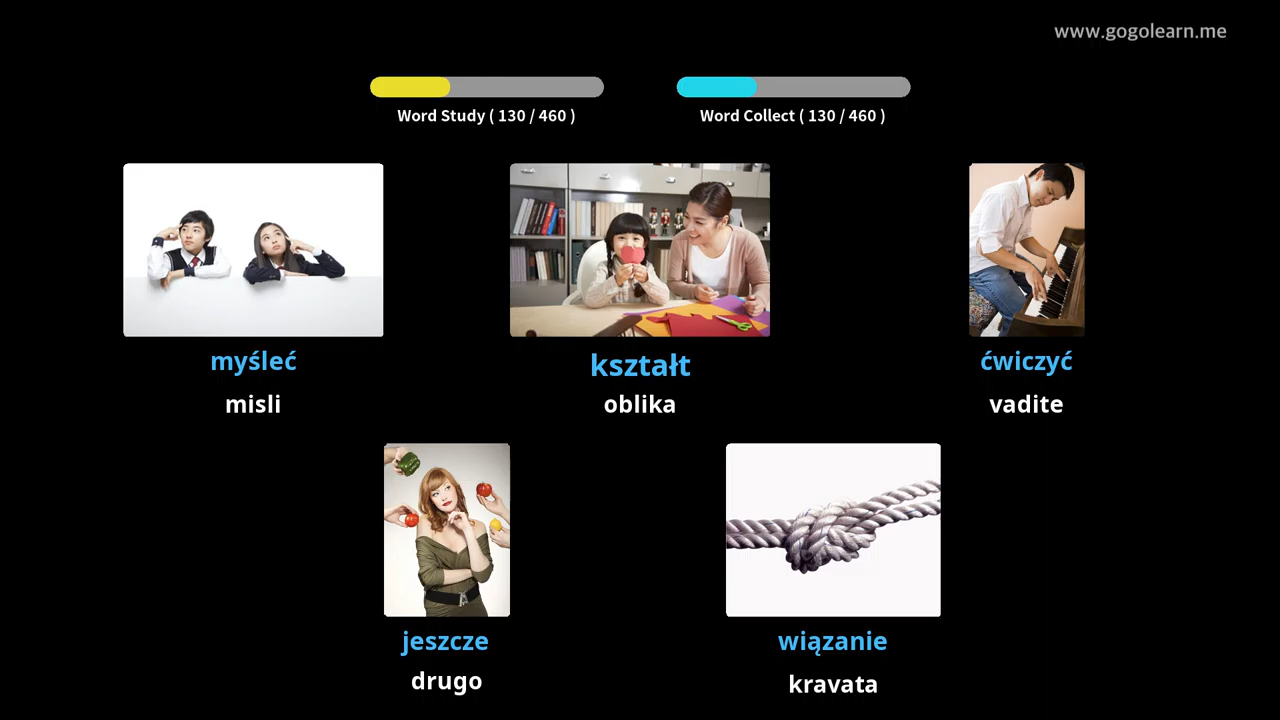 www.gogolearn.me
Word Study ( 130 / 460 )
Word Collect ( 130 / 460 )
myśleć
misli
kształt
oblika
ćwiczyć
vadite
jeszcze
drugo
wiązanie
kravata